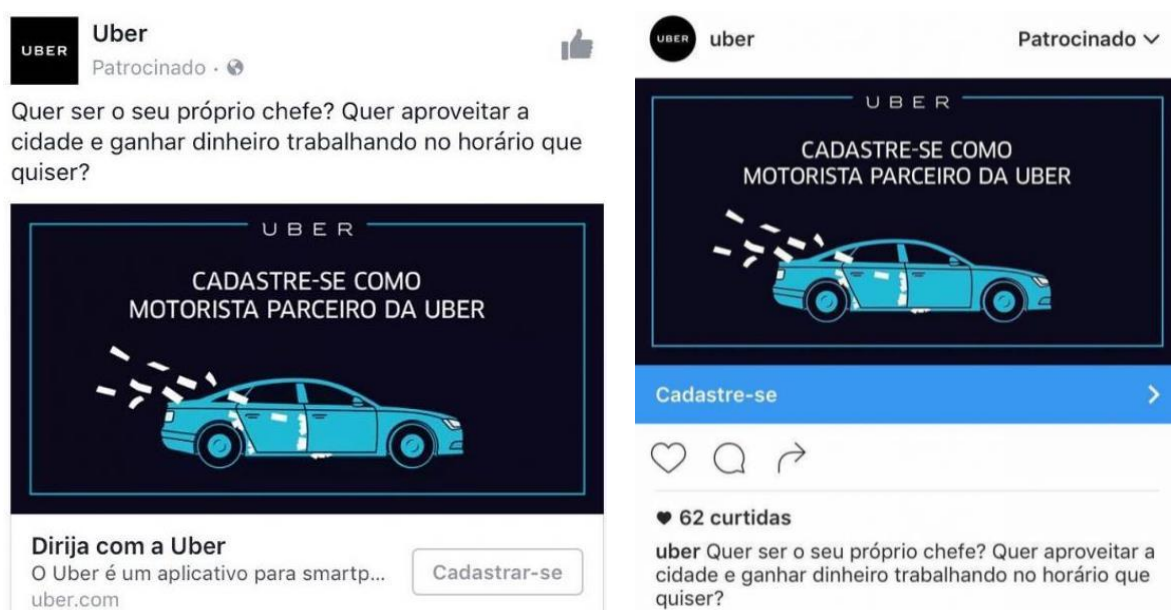 UBER
Uber
Patrocinado ·
Quer ser o seu próprio chefe? Quer aproveitar a
cidade e ganhar dinheiro trabalhando no horário que
quiser?
UBER
CADASTRE-SE COMO
MOTORISTA PARCEIRO DA UBER
Dirija com a Uber
O Uber é um aplicativo para smartp...
uber.com
Cadastrar-se
UBER
uber
Patrocinado
UBER
CADASTRE-SE COMO
MOTORISTA PARCEIRO DA UBER
Cadastre-se
62 curtidas
uber Quer ser o seu próprio chefe? Quer aproveitar a
cidade e ganhar dinheiro trabalhando no horário que
quiser?